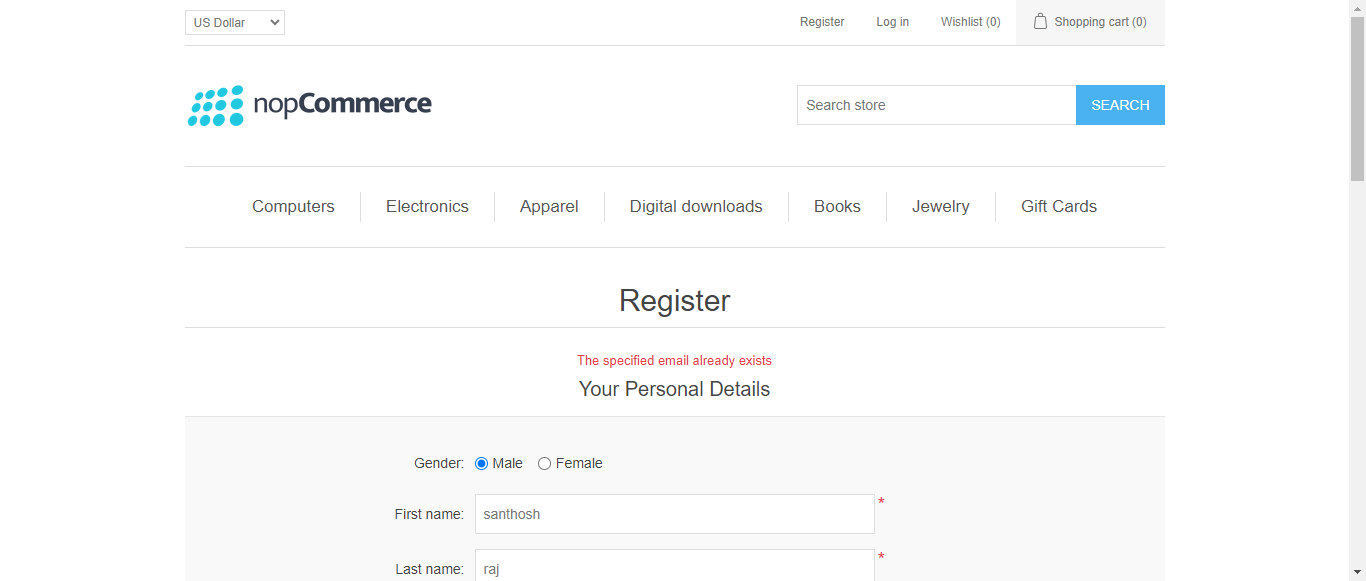 US Dollar Register Log in Wishlist (0) Shopping cart (0)
nopCommerce Search store SEARCH
Computers Electronics Apparel Digital downloads Books Jewelry Gift Cards
Register
The specified email already exists
Your Personal Details
Gender: Male Female
First name: santhosh *
Last name: raj *